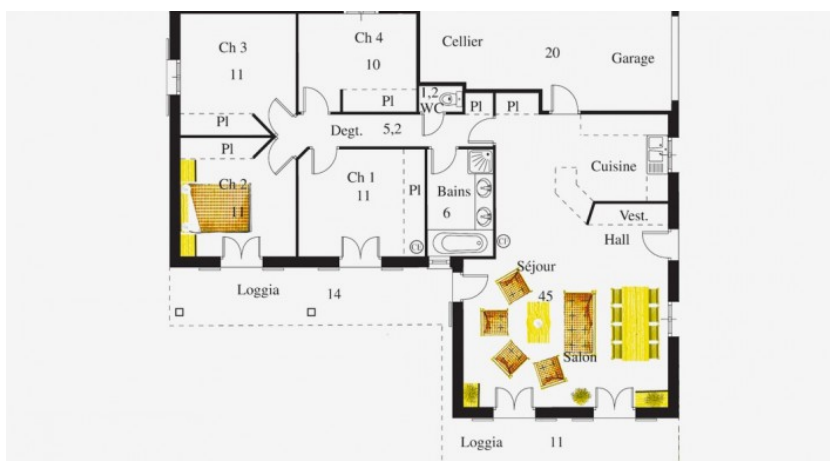 Ch 3
11
Pl
Ch 4
10
Pl
Cellier
20
Garage
1,2
WC
Pl
Pl
Degt. 5,2
Pl
Ch 2
11
Ch 1
11
Pl
Bains
6
Cuisine
Vest.
Hall
Séjour
45
Salon
Loggia 14
Loggia 11